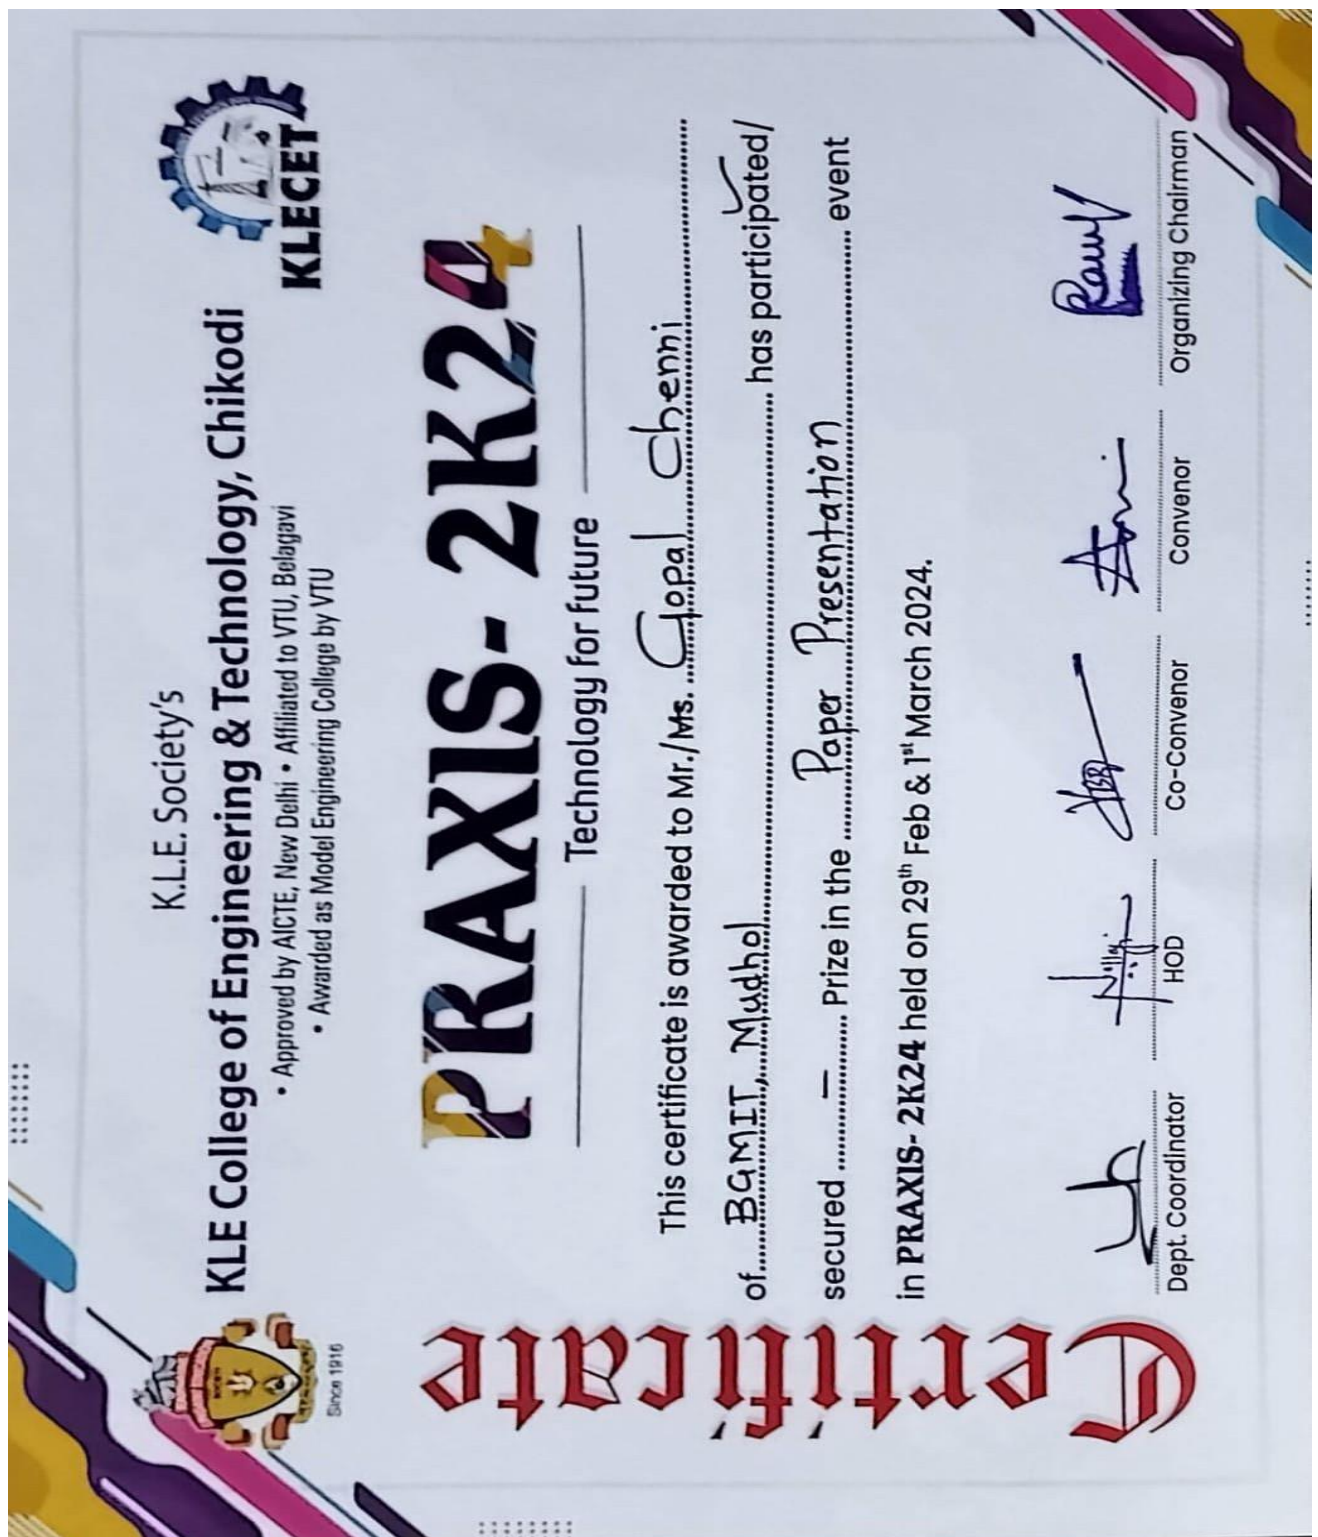 K.L.E. Society's
KLE College of Engineering & Technology, Chikodi
• Approved by AICTE, New Delhi • Affiliated to VTU, Belagavi
• Awarded as Model Engineering College by VTU
Since 1916
KLECET
PRAXIS- 2K24
Technology for Future
Certificate
This certificate is awarded to Mr./Ms. Gopal Chenni
of BGMIT, Mudhol has participated/
secured – Prize in the Paper Presentation event
in PRAXIS- 2K24 held on 29th Feb & 1st March 2024.
Dept. Coordinator HOD Co-Convenor Convenor Organizing Chairman